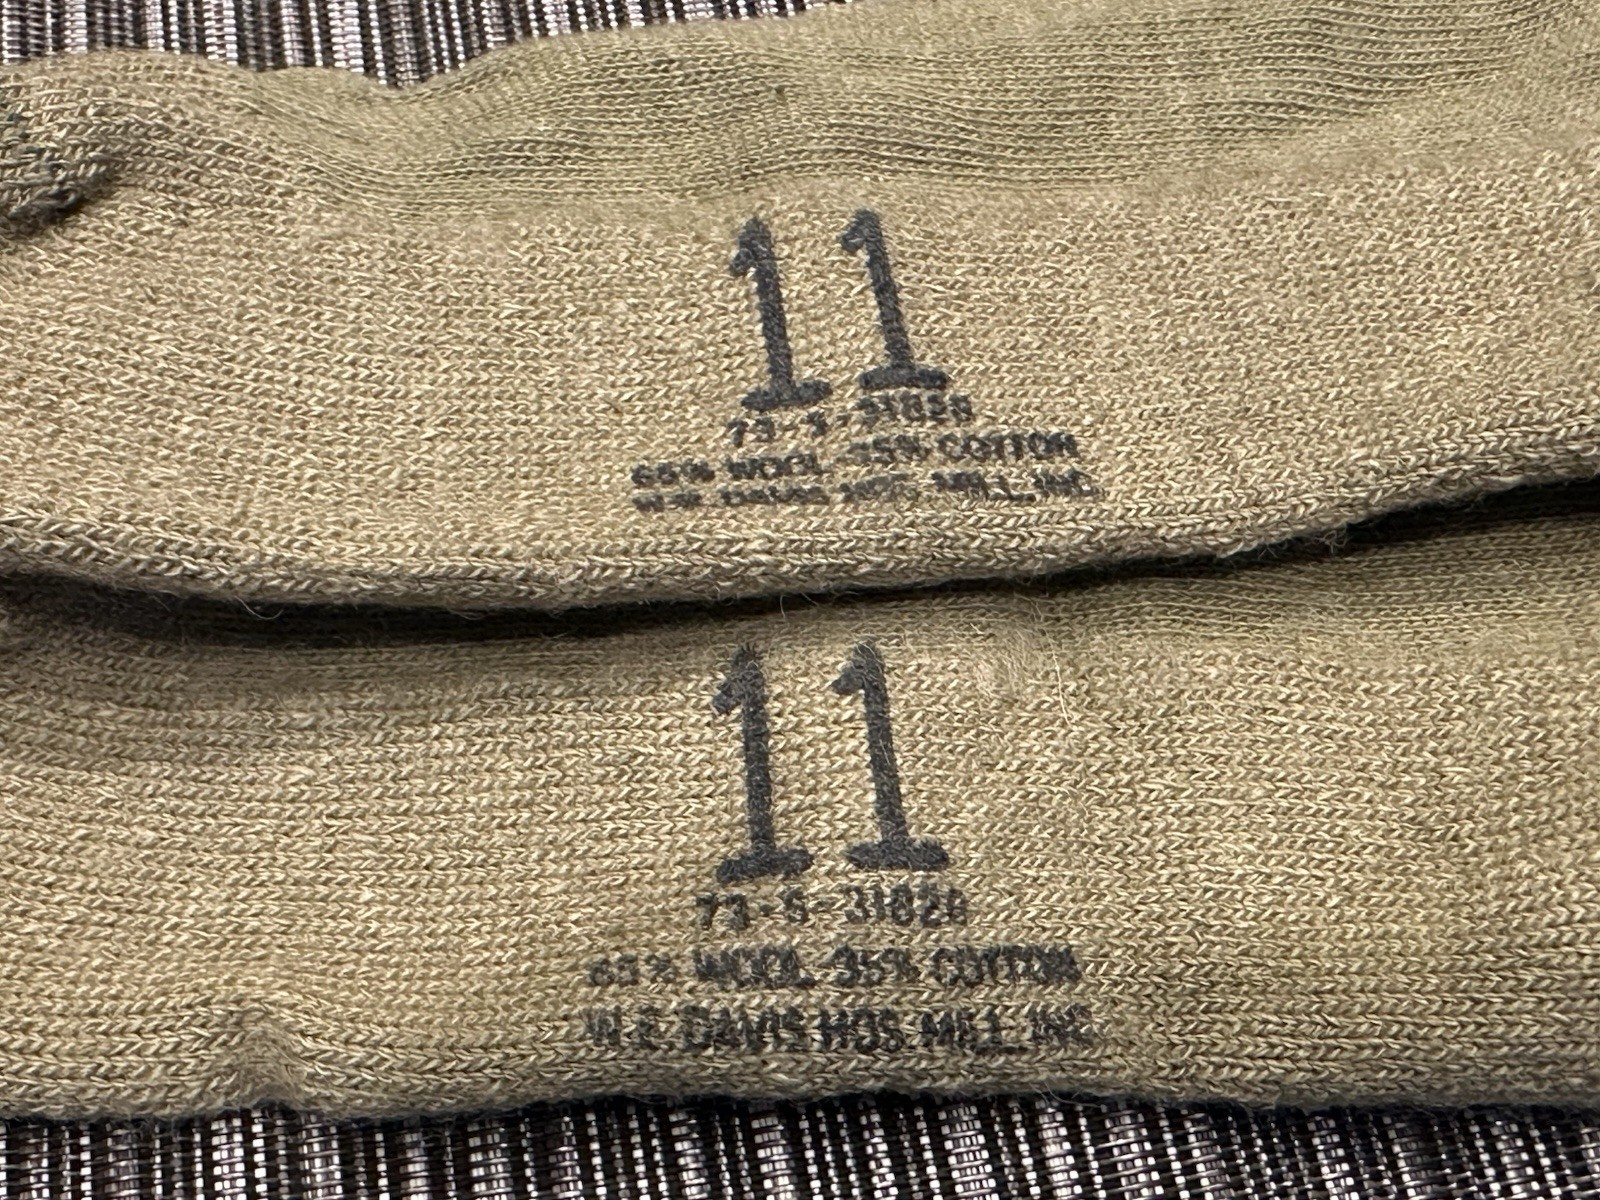 11
73-S-31828
65% WOOL-35% COTTON
W.E. DAVIS HOS. MILL, INC.
11
73-S-31828
65% WOOL-35% COTTON
W.E. DAVIS HOS. MILL, INC.